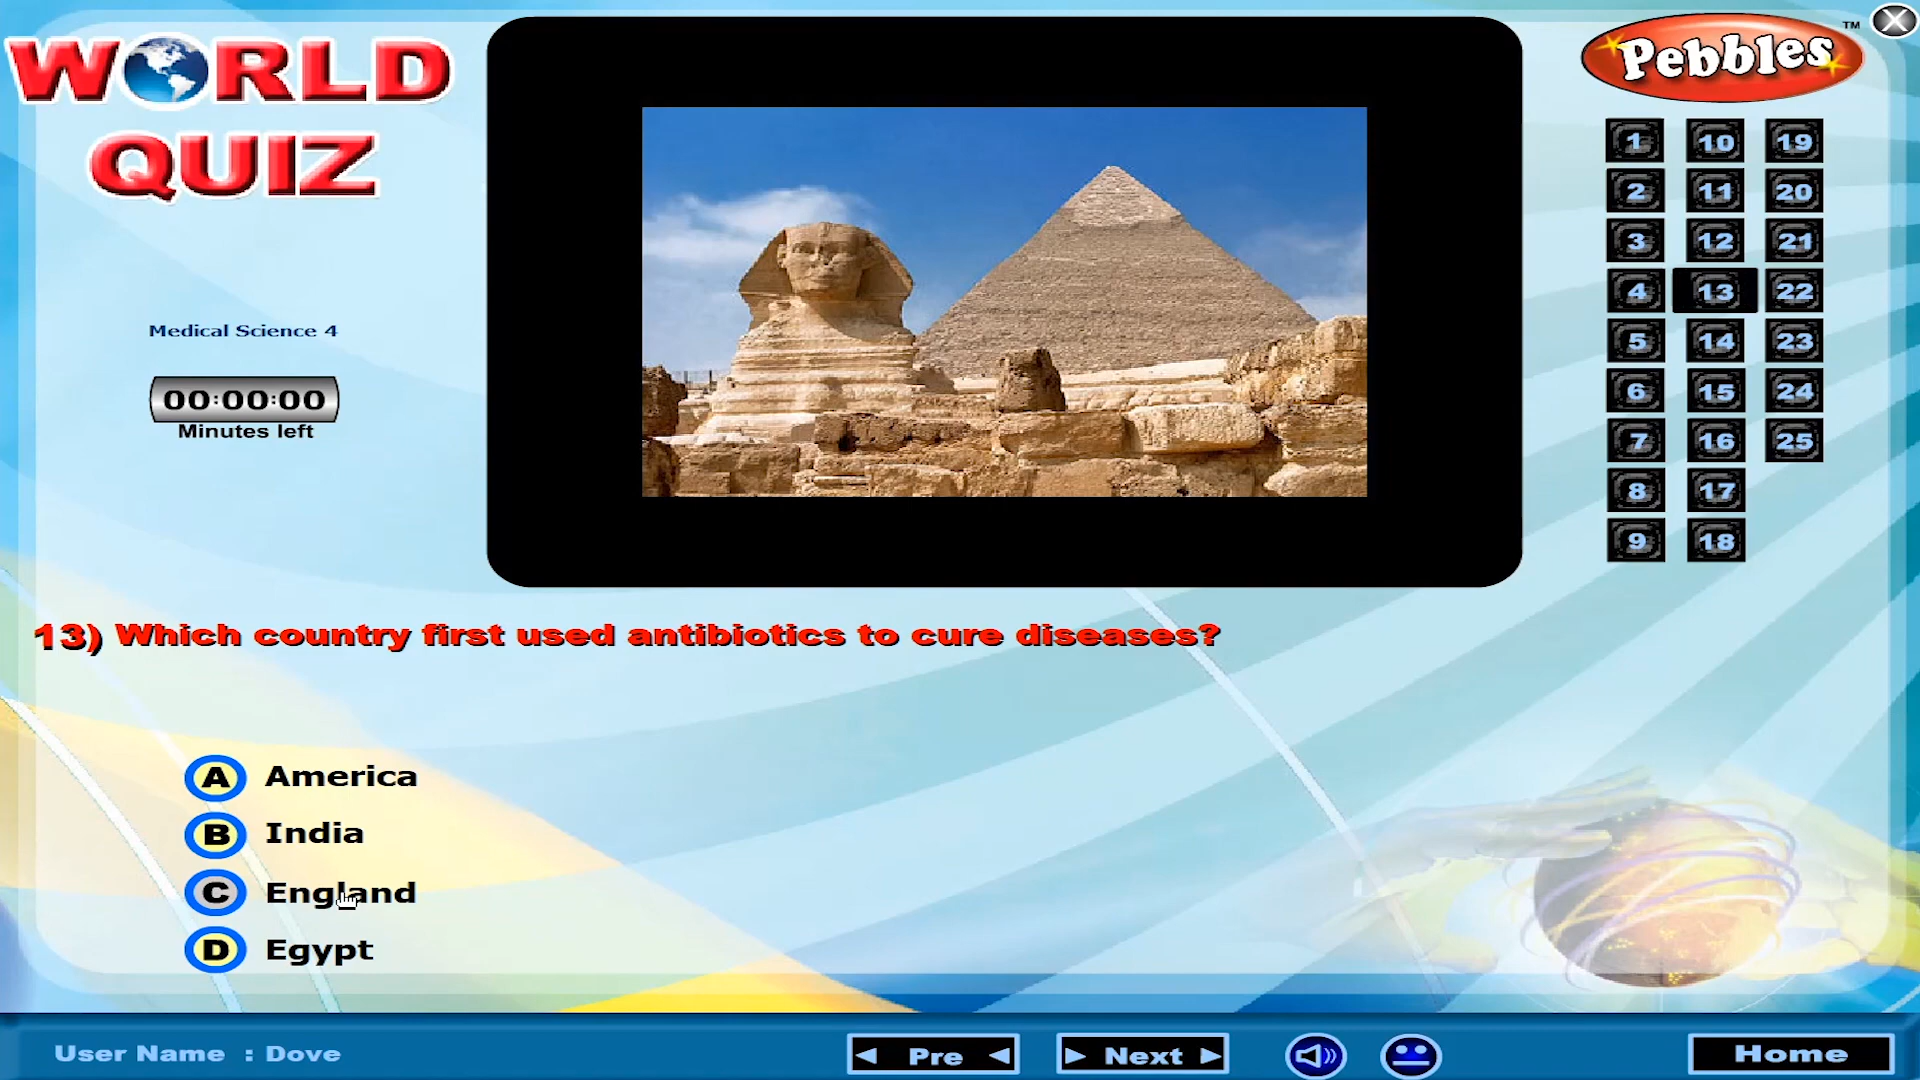 WORLD
QUIZ
Pebbles™
Medical Science 4
00:00:00
Minutes left
1 10 19
2 11 20
3 12 21
4 13 22
5 14 23
6 15 24
7 16 25
8 17
9 18
13) Which country first used antibiotics to cure diseases?
A America
B India
C England
D Egypt
User Name : Dove
Pre
Next
Home